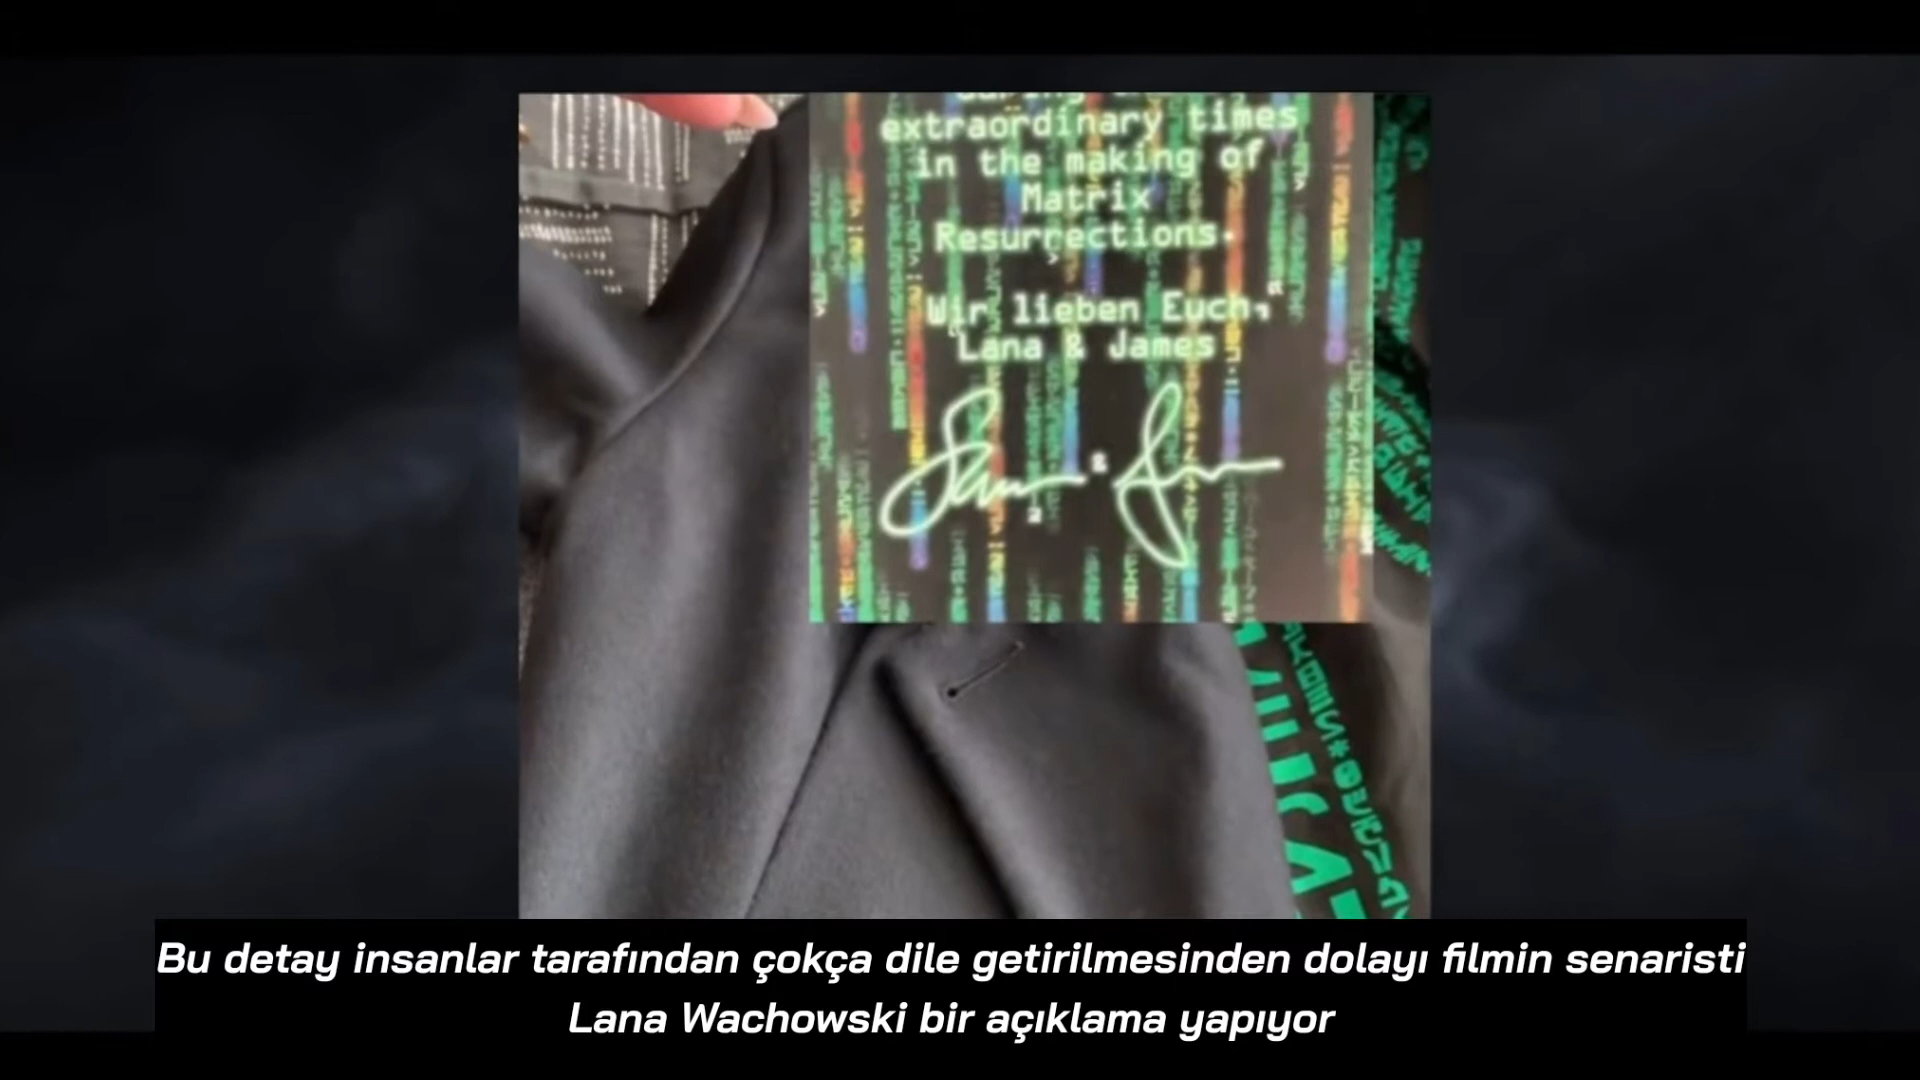 extraordinary times
in the making of
Matrix
Resurrections.
Wir lieben Euch,
Lana & James
&
Bu detay insanlar tarafından çokça dile getirilmesinden dolayı filmin senaristi
Lana Wachowski bir açıklama yapıyor